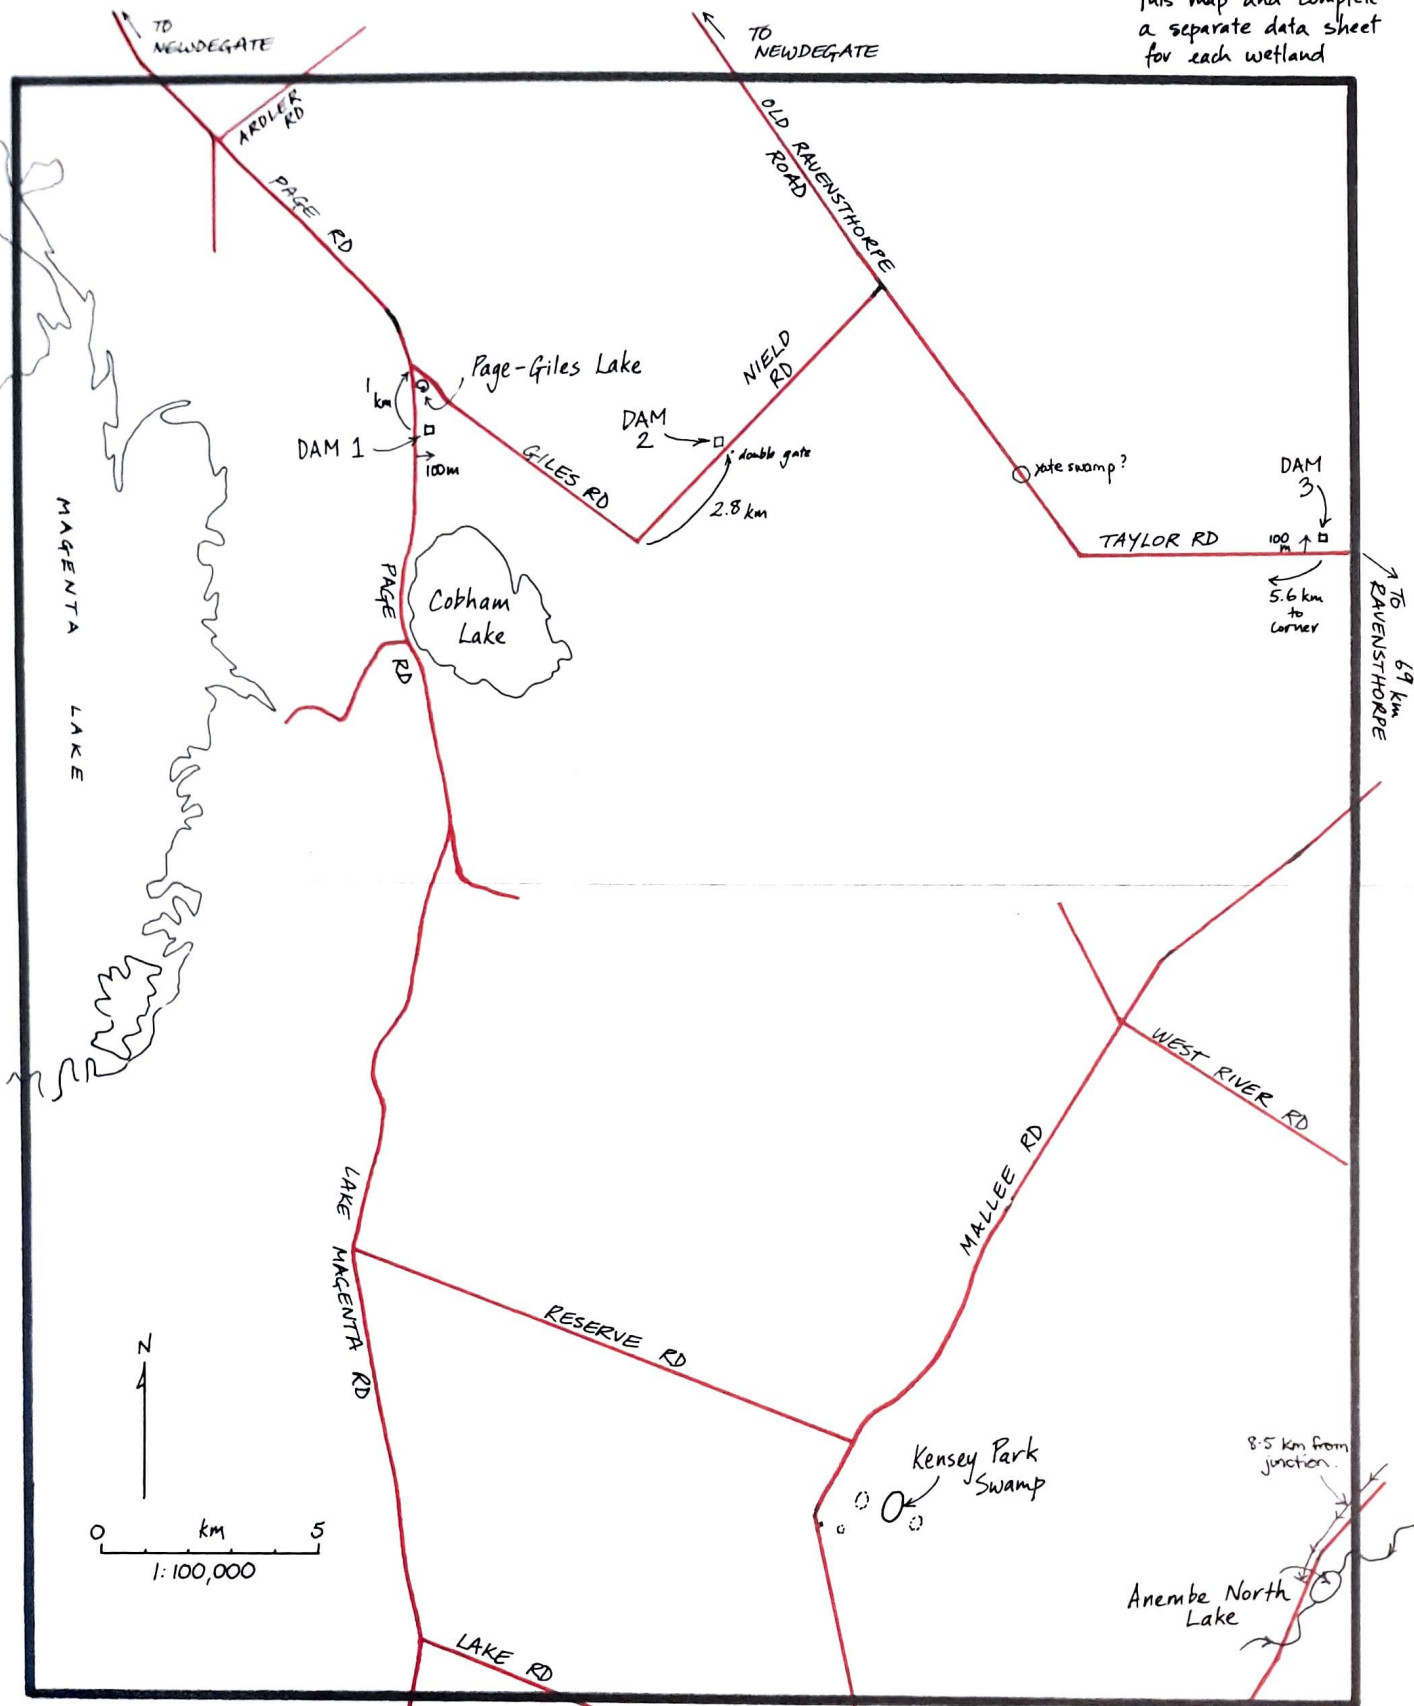 This map and complete
a separate data sheet
for each wetland
TO
NEWDEGATE
TO
NEWDEGATE
ARDLER
RD
OLD RAVENSTHORPE
ROAD
PAGE RD
Page-Giles Lake
1
km
NIELD
RD
DAM 1
100m
DAM
2
double gate
GILES RD
2.8 km
yate swamp?
DAM
3
TAYLOR RD
100
m
5.6 km
to
corner
TO
RAVENSTHORPE
69 km
MAGENTA LAKE
PAGE RD
Cobham
Lake
WEST RIVER RD
MALLEE RD
LAKE MAGENTA RD
RESERVE RD
N
Kensey Park
Swamp
8.5 km from
junction.
0 km 5
1:100,000
Anembe North
Lake
LAKE RD